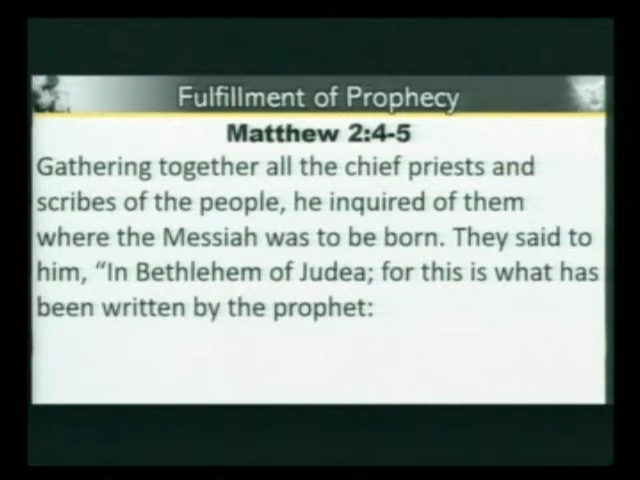 Fulfillment of Prophecy
Matthew 2:4-5
Gathering together all the chief priests and
scribes of the people, he inquired of them
where the Messiah was to be born. They said to
him, “In Bethlehem of Judea; for this is what has
been written by the prophet: